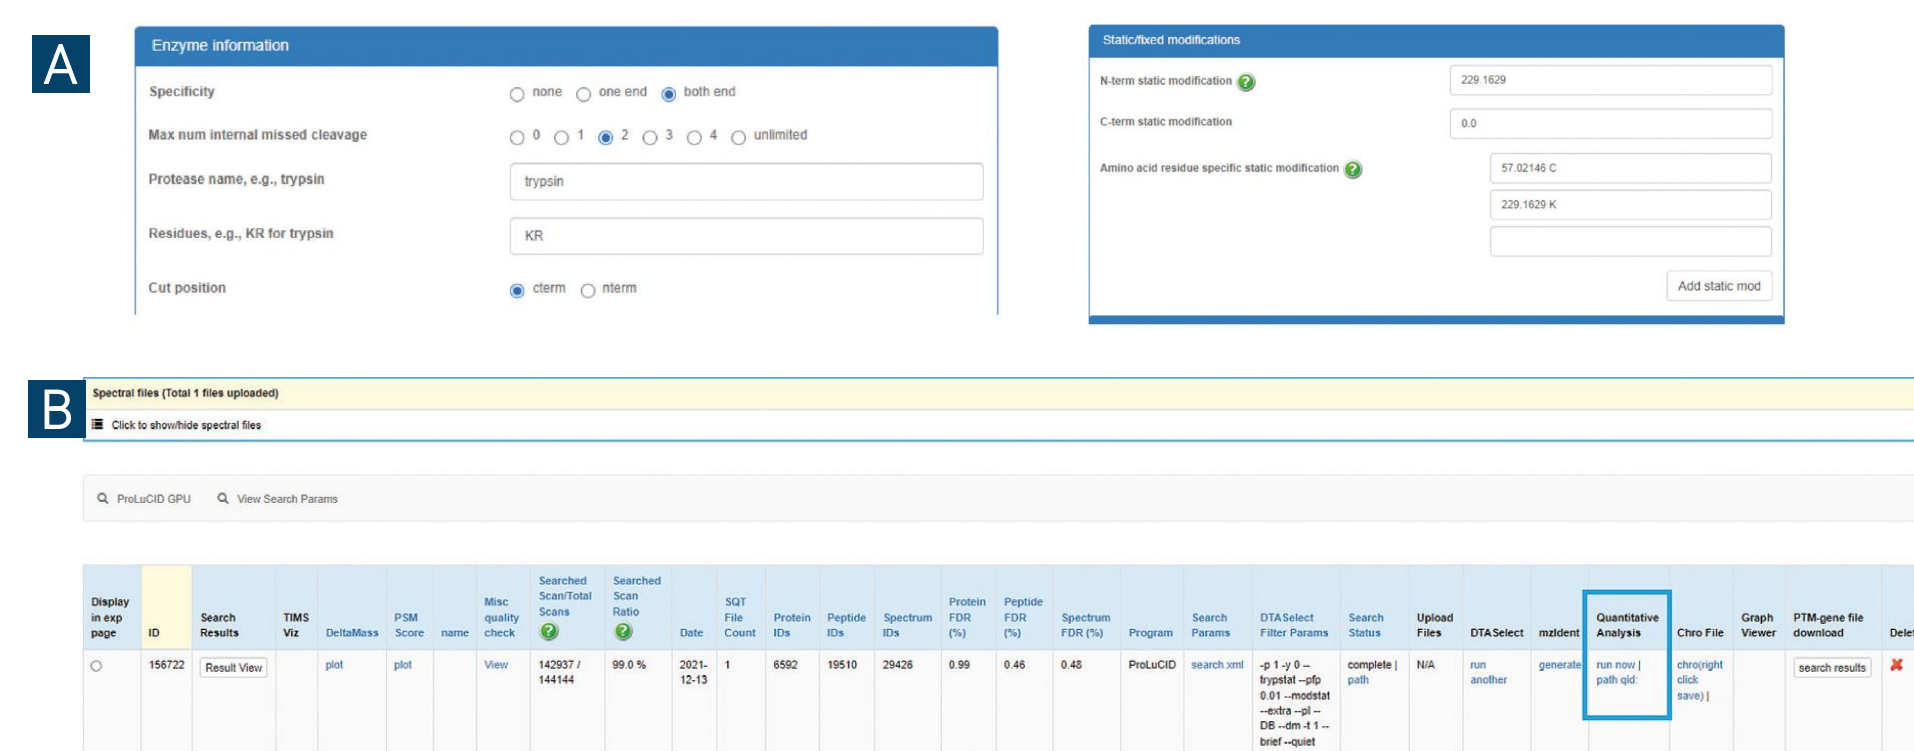 A
Enzyme information
Specificity
none one end both end
Max num internal missed cleavage
0 1 2 3 4 unlimited
Protease name, e.g., trypsin
trypsin
Residues, e.g., KR for trypsin
KR
Cut position
cterm nterm
Static/fixed modifications
N-term static modification ?
229.1629
C-term static modification
0.0
Amino acid residue specific static modification ?
57.02146 C
229.1629 K
Add static mod
B
Spectral files (Total 1 files uploaded)
Click to show/hide spectral files
ProLuCID GPU View Search Params
Display in exp page
ID
Search Results
TIMS Viz
DeltaMass
PSM Score
name
Misc quality check
Searched Scan/Total Scans ?
Searched Scan Ratio ?
Date
SQT File Count
Protein IDs
Peptide IDs
Spectrum IDs
Protein FDR (%)
Peptide FDR (%)
Spectrum FDR (%)
Program
Search Params
DTASelect Filter Params
Search Status
Upload Files
DTASelect
mzIdent
Quantitative Analysis
Chro File
Graph Viewer
PTM-gene file download
Delet
156722
Result View
plot
plot
View
142937 / 144144
99.0 %
2021-12-13
1
6592
19510
29426
0.99
0.46
0.48
ProLuCID
search.xml
-p 1 -y 0 --
trypstat --pfp
0.01 --modstat
--extra --pI --
DB --dm -t 1 --
brief --quiet
complete |
path
N/A
run another
generate
run now |
path qid:
chro(right click save) |
search results